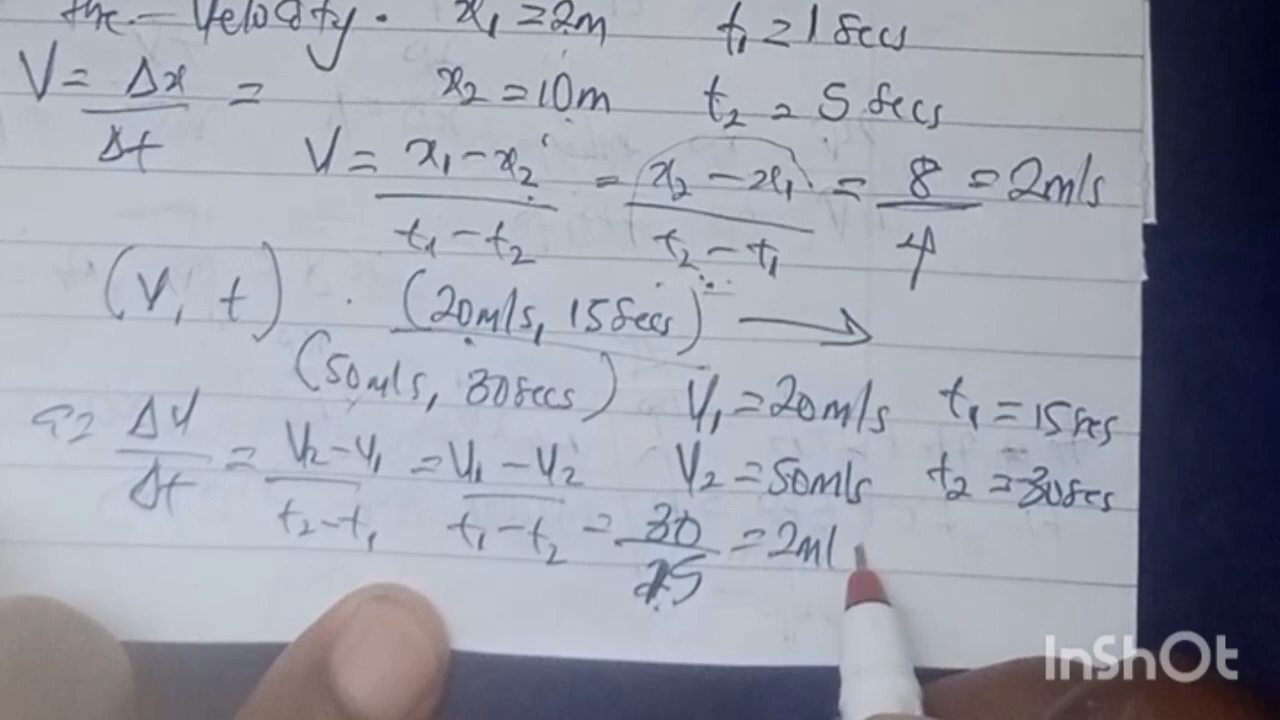 the - Velocity. x₁ = 2m t₁ = 1 secs
V = Δx/Δt = x₂ = 10m t₂ = 5 secs
V = x₁ - x₂/t₁ - t₂ = x₂ - x₁/t₂ - t₁ = 8/4 = 2m/s
(V, t) . (20m/s, 15secs) →
(50m/s, 30secs) V₁ = 20m/s t₁ = 15secs
a = ΔV/Δt = V₂ - V₁/t₂ - t₁ = V₁ - V₂/t₁ - t₂ = 30/15 = 2m/
V₂ = 50m/s t₂ = 30secs
InShOt